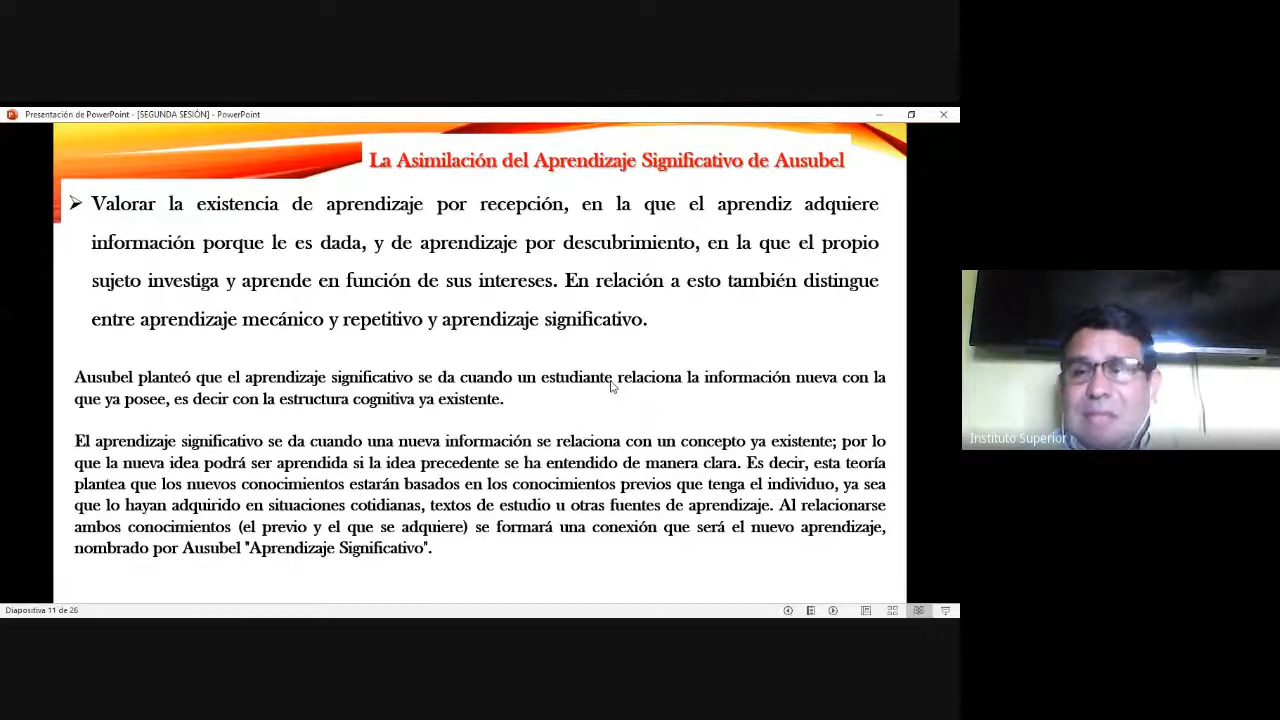 Presentación de PowerPoint - [SEGUNDA SESIÓN] - PowerPoint
La Asimilación del Aprendizaje Significativo de Ausubel
Valorar la existencia de aprendizaje por recepción, en la que el aprendiz adquiere
información porque le es dada, y de aprendizaje por descubrimiento, en la que el propio
sujeto investiga y aprende en función de sus intereses. En relación a esto también distingue
entre aprendizaje mecánico y repetitivo y aprendizaje significativo.
Ausubel planteó que el aprendizaje significativo se da cuando un estudiante relaciona la información nueva con la
que ya posee, es decir con la estructura cognitiva ya existente.
El aprendizaje significativo se da cuando una nueva información se relaciona con un concepto ya existente; por lo
que la nueva idea podrá ser aprendida si la idea precedente se ha entendido de manera clara. Es decir, esta teoría
plantea que los nuevos conocimientos estarán basados en los conocimientos previos que tenga el individuo, ya sea
que lo hayan adquirido en situaciones cotidianas, textos de estudio u otras fuentes de aprendizaje. Al relacionarse
ambos conocimientos (el previo y el que se adquiere) se formará una conexión que será el nuevo aprendizaje,
nombrado por Ausubel "Aprendizaje Significativo".
Diapositiva 11 de 26
Instituto Superior